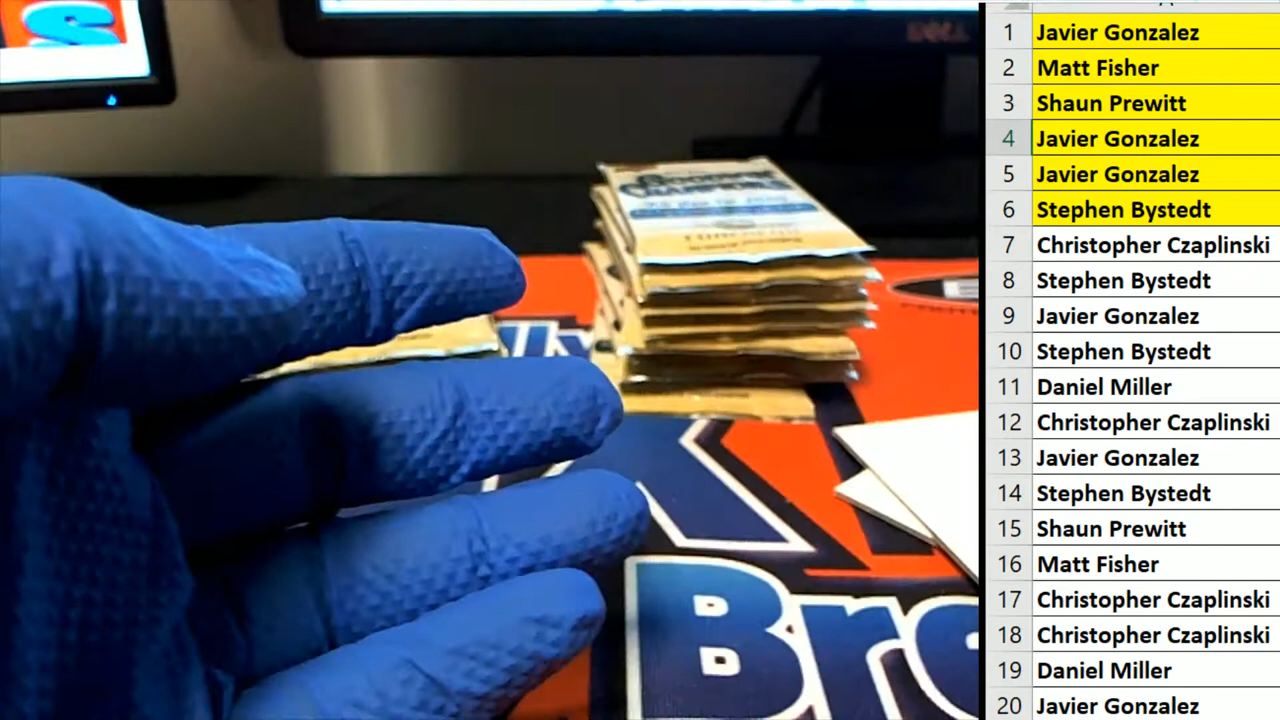 S
DELL
Bro
1 Javier Gonzalez
2 Matt Fisher
3 Shaun Prewitt
4 Javier Gonzalez
5 Javier Gonzalez
6 Stephen Bystedt
7 Christopher Czaplinski
8 Stephen Bystedt
9 Javier Gonzalez
10 Stephen Bystedt
11 Daniel Miller
12 Christopher Czaplinski
13 Javier Gonzalez
14 Stephen Bystedt
15 Shaun Prewitt
16 Matt Fisher
17 Christopher Czaplinski
18 Christopher Czaplinski
19 Daniel Miller
20 Javier Gonzalez